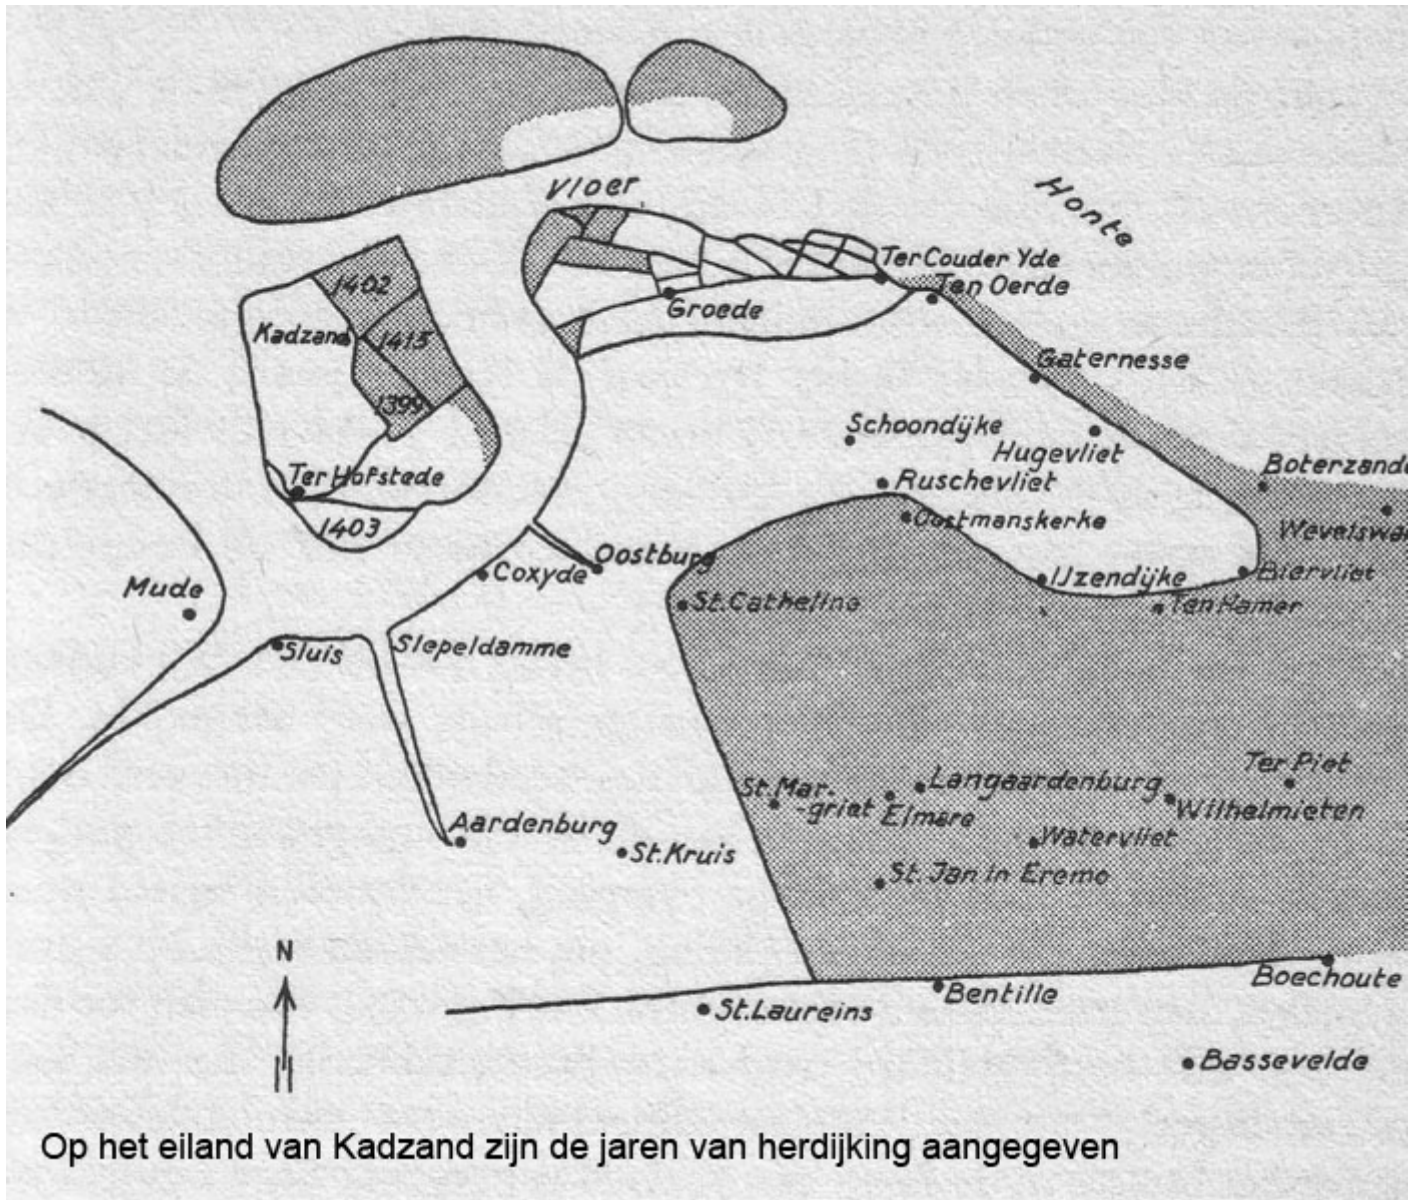 Vloer
Honte
Ter Couder Yde
Ten Oerde
1402
Groede
Kadzand
1415
Gaternesse
1399
Schoondijke
Hugevliet
Boterzande
Ter Hofstede
Ruschevliet
1403
Oostmanskerke
Wevelswa
Oostburg
Coxyde
IJzendijke
Biervliet
Mude
St. Cathelino
Ten Hamer
Sluis
Slepeldamme
Ter Piet
St. Mar-
-griet
Langaardenburg
Elmare
Wilhelmieten
Aardenburg
Watervliet
St. Kruis
St. Jan in Eremo
N
Boechoute
Bentille
St. Laureins
Bassevelde
Op het eiland van Kadzand zijn de jaren van herdijking aangegeven